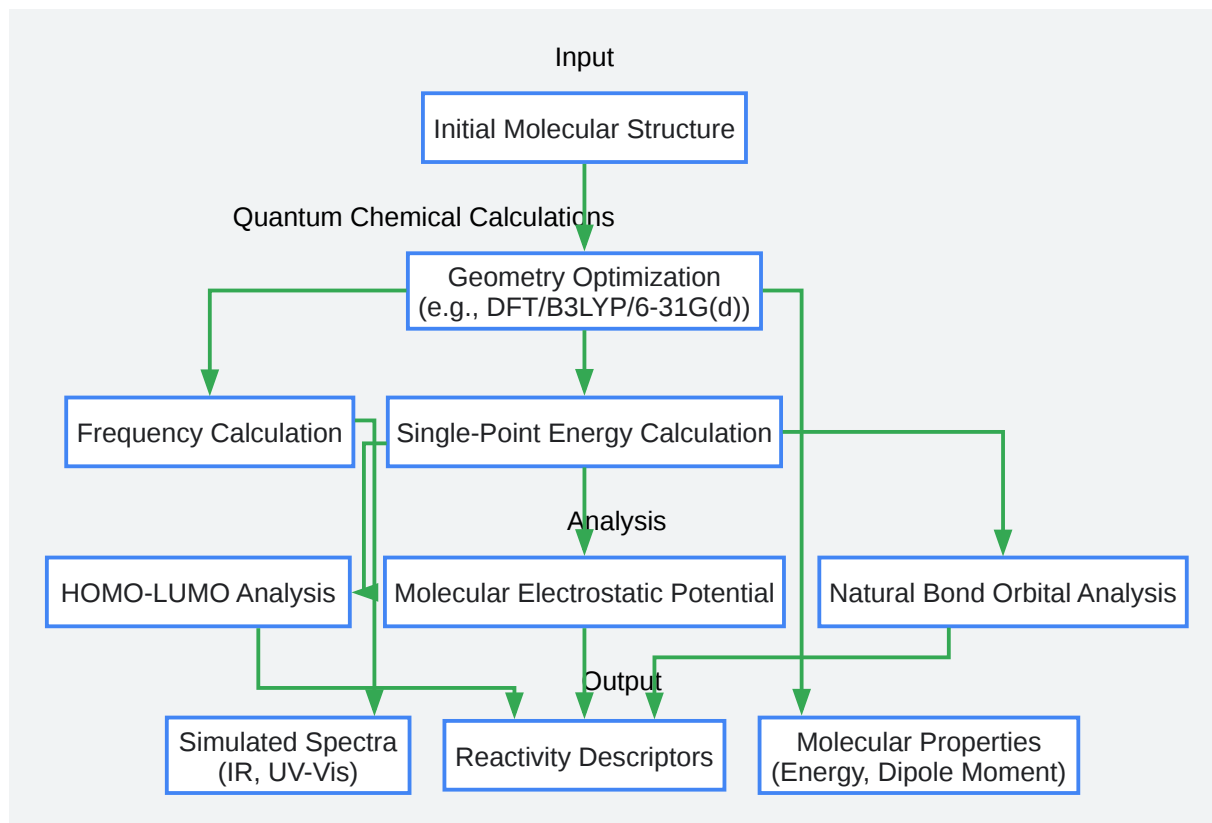 Input
Initial Molecular Structure
Quantum Chemical Calculations
Geometry Optimization
(e.g., DFT/B3LYP/6-31G(d))
Frequency Calculation
Single-Point Energy Calculation
Analysis
HOMO-LUMO Analysis
Molecular Electrostatic Potential
Natural Bond Orbital Analysis
Output
Simulated Spectra
(IR, UV-Vis)
Reactivity Descriptors
Molecular Properties
(Energy, Dipole Moment)